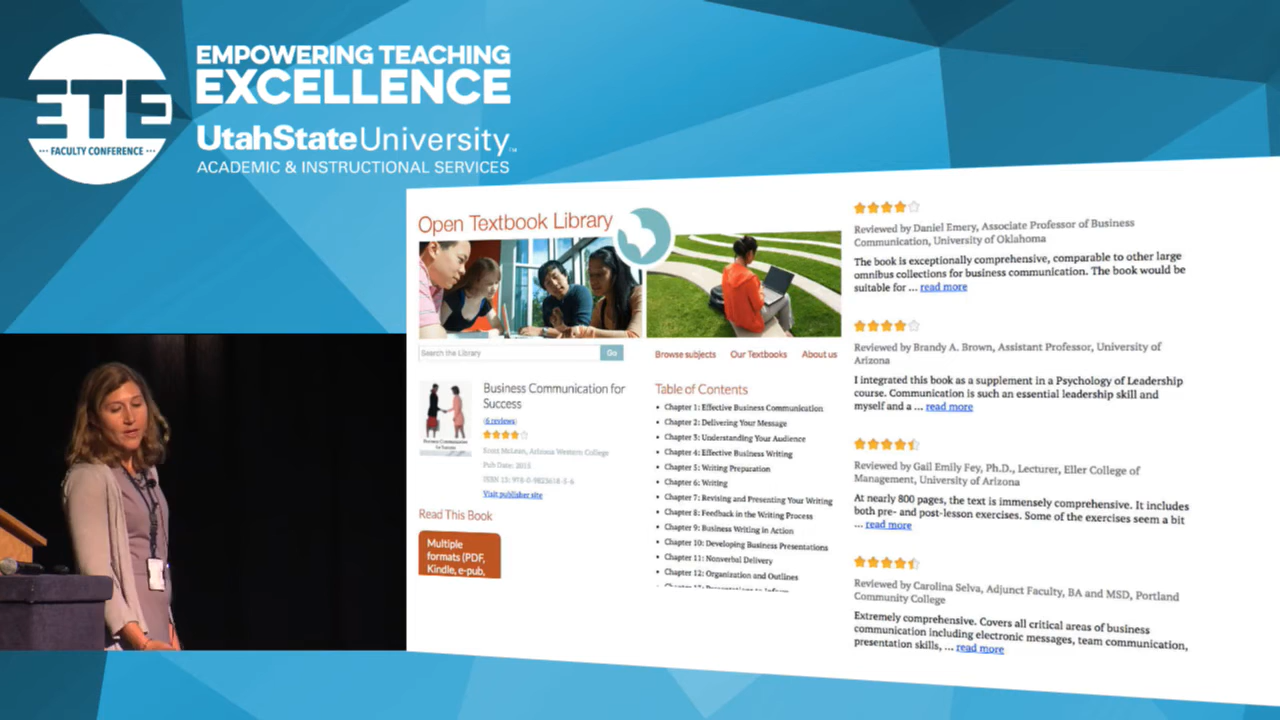 EMPOWERING TEACHING
EXCELLENCE
ETE
··· FACULTY CONFERENCE ···
UtahStateUniversity
ACADEMIC & INSTRUCTIONAL SERVICES
Open Textbook Library
Search the Library
Go
Browse subjects Our Textbooks About us
Business Communication for
Success
(6 reviews)
Scott McLean, Arizona Western College
Pub Date: 2015
ISBN 13:
Visit publisher site
Read This Book
Multiple
formats (PDF,
Kindle, e-pub,
Table of Contents
• Chapter 1: Effective Business Communication
• Chapter 2: Delivering Your Message
• Chapter 3: Understanding Your Audience
• Chapter 4: Effective Business Writing
• Chapter 5: Writing Preparation
• Chapter 6: Writing
• Chapter 7: Revising and Presenting Your Writing
• Chapter 8: Feedback in the Writing Process
• Chapter 9: Business Writing in Action
• Chapter 10: Developing Business Presentations
• Chapter 11: Nonverbal Delivery
• Chapter 12: Organization and Outlines
Reviewed by Daniel Emery, Associate Professor of Business
Communication, University of Oklahoma
The book is exceptionally comprehensive, comparable to other large
omnibus collections for business communication. The book would be
suitable for ... read more
Reviewed by Brandy A. Brown, Assistant Professor, University of
Arizona
I integrated this book as a supplement in a Psychology of Leadership
course. Communication is such an essential leadership skill and
myself and a ... read more
Reviewed by Gail Emily Fey, Ph.D., Lecturer, Eller College of
Management, University of Arizona
At nearly 800 pages, the text is immensely comprehensive. It includes
both pre- and post-lesson exercises. Some of the exercises seem a bit
... read more
Reviewed by Carolina Selva, Adjunct Faculty, BA and MSD, Portland
Community College
Extremely comprehensive. Covers all critical areas of business
communication including electronic messages, team communication,
presentation skills, ... read more